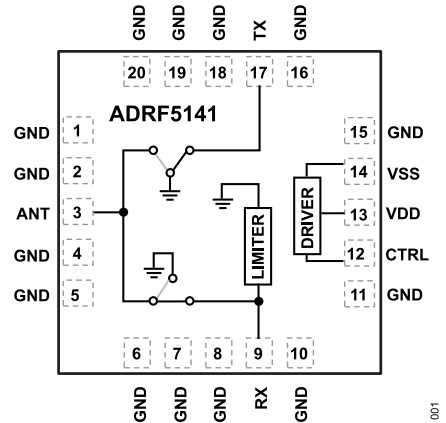 GND GND GND TX GND
20 19 18 17 16
ADRF5141
GND 1
GND 2
ANT 3
GND 4
GND 5
15 GND
14 VSS
13 VDD
12 CTRL
11 GND
LIMITER
DRIVER
6 7 8 9 10
GND GND GND RX GND
001